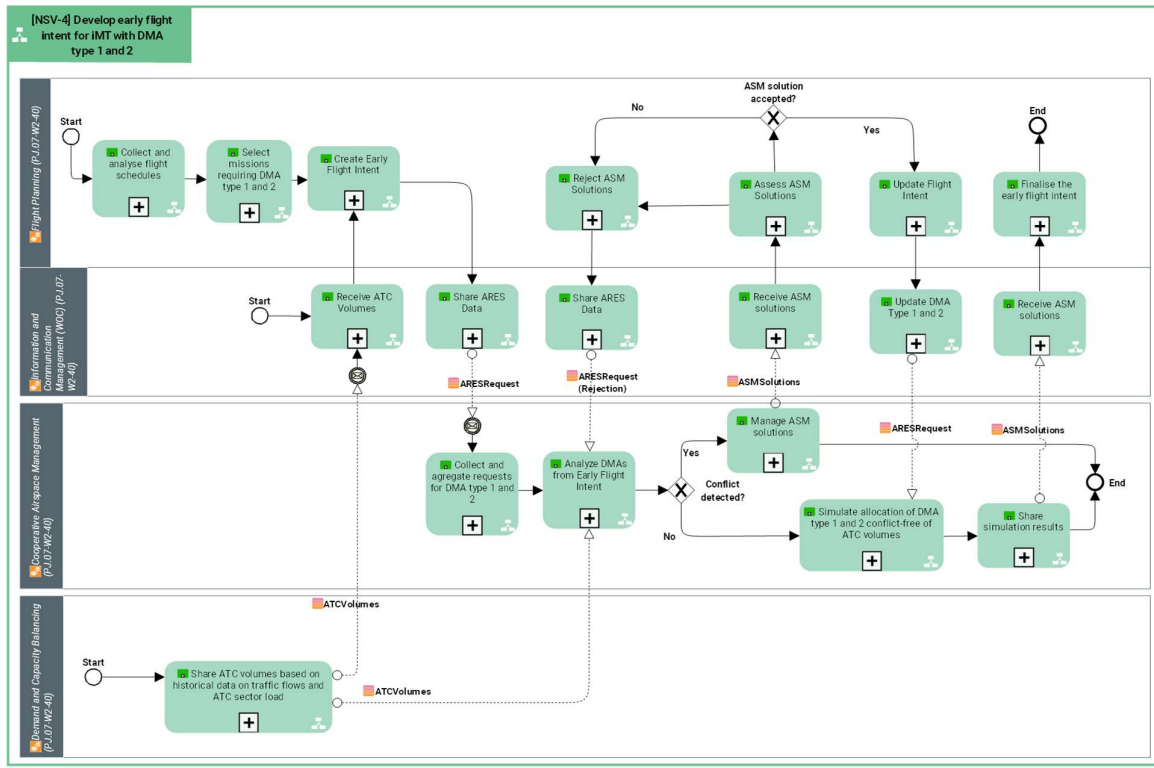 [NSV-4] Develop early flight
intent for iMT with DMA
type 1 and 2
Flight Planning (PJ.07-W2-40)
Start
Collect and
analyse flight
schedules
Select
missions
requiring DMA
type 1 and 2
Create Early
Flight Intent
No
ASM solution
accepted?
Yes
Reject ASM
Solutions
Assess ASM
Solutions
Update Flight
Intent
End
Finalise the
early flight intent
Information and
Communication
Management (WOC) (PJ.07-
W2-40)
Start
Receive ATC
Volumes
Share ARES
Data
Share ARES
Data
Receive ASM
solutions
Update DMA
Type 1 and 2
Receive ASM
solutions
ARESRequest
ARESRequest
(Rejection)
ASMSolutions
ARESRequest
ASMSolutions
Cooperative Airspace Management
(PJ.07-W2-40)
Collect and
agregate requests
for DMA type 1 and
2
Analyze DMAs
from Early Flight
Intent
Yes
Conflict
detected?
No
Manage ASM
solutions
Simulate allocation of DMA
type 1 and 2 conflict-free of
ATC volumes
Share
simulation results
End
Demand and Capacity Balancing
(PJ.07-W2-40)
Start
Share ATC volumes based on
historical data on traffic flows and
ATC sector load
ATCVolumes
ATCVolumes